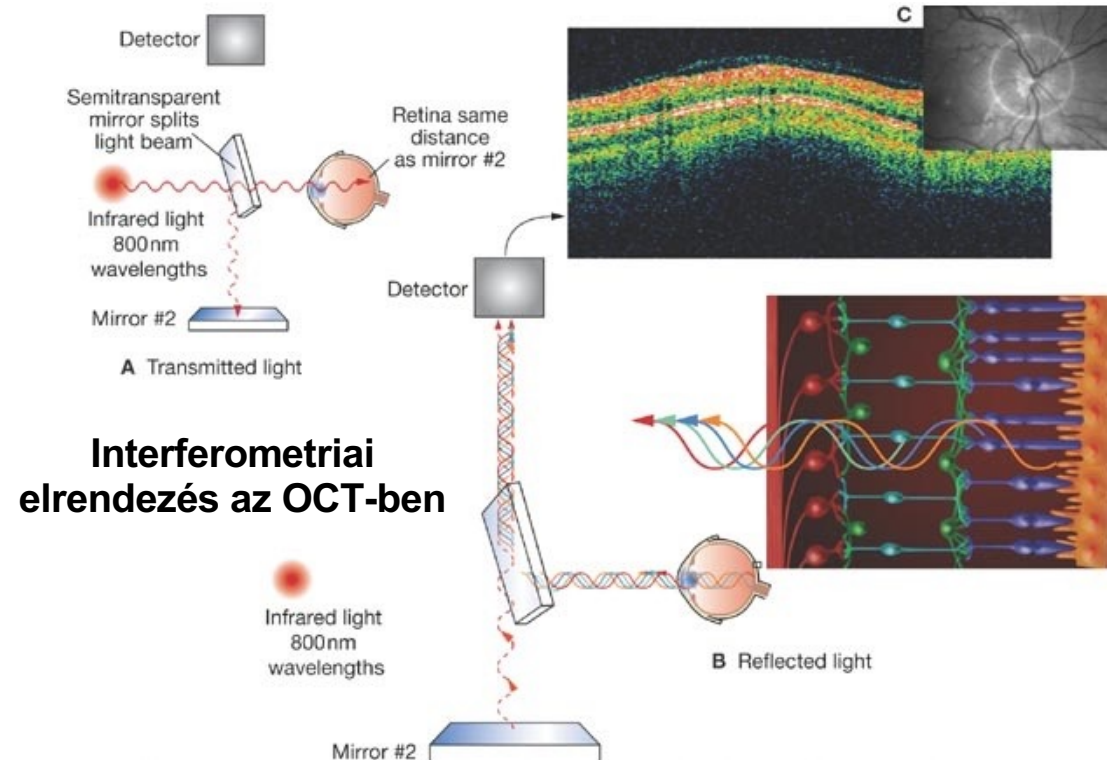 Detector
Semitransparent
mirror splits
light beam
Retina same
distance
as mirror #2
Infrared light
800nm
wavelengths
Mirror #2
A Transmitted light
C
Detector
Interferometriai
elrendezés az OCT-ben
Infrared light
800nm
wavelengths
B Reflected light
Mirror #2